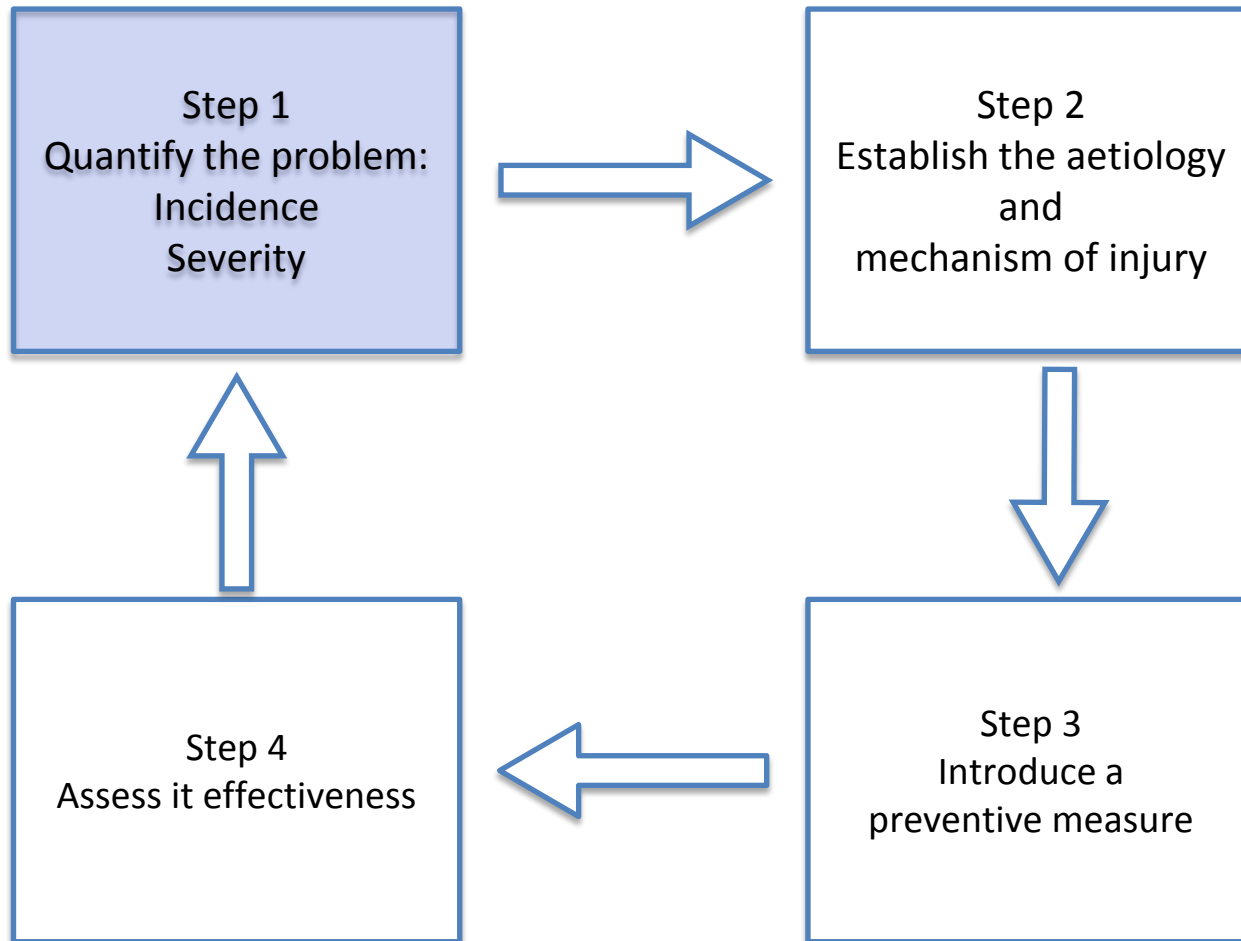 Step 1
Quantify the problem:
Incidence
Severity
Step 2
Establish the aetiology
and
mechanism of injury
Step 3
Introduce a
preventive measure
Step 4
Assess it effectiveness